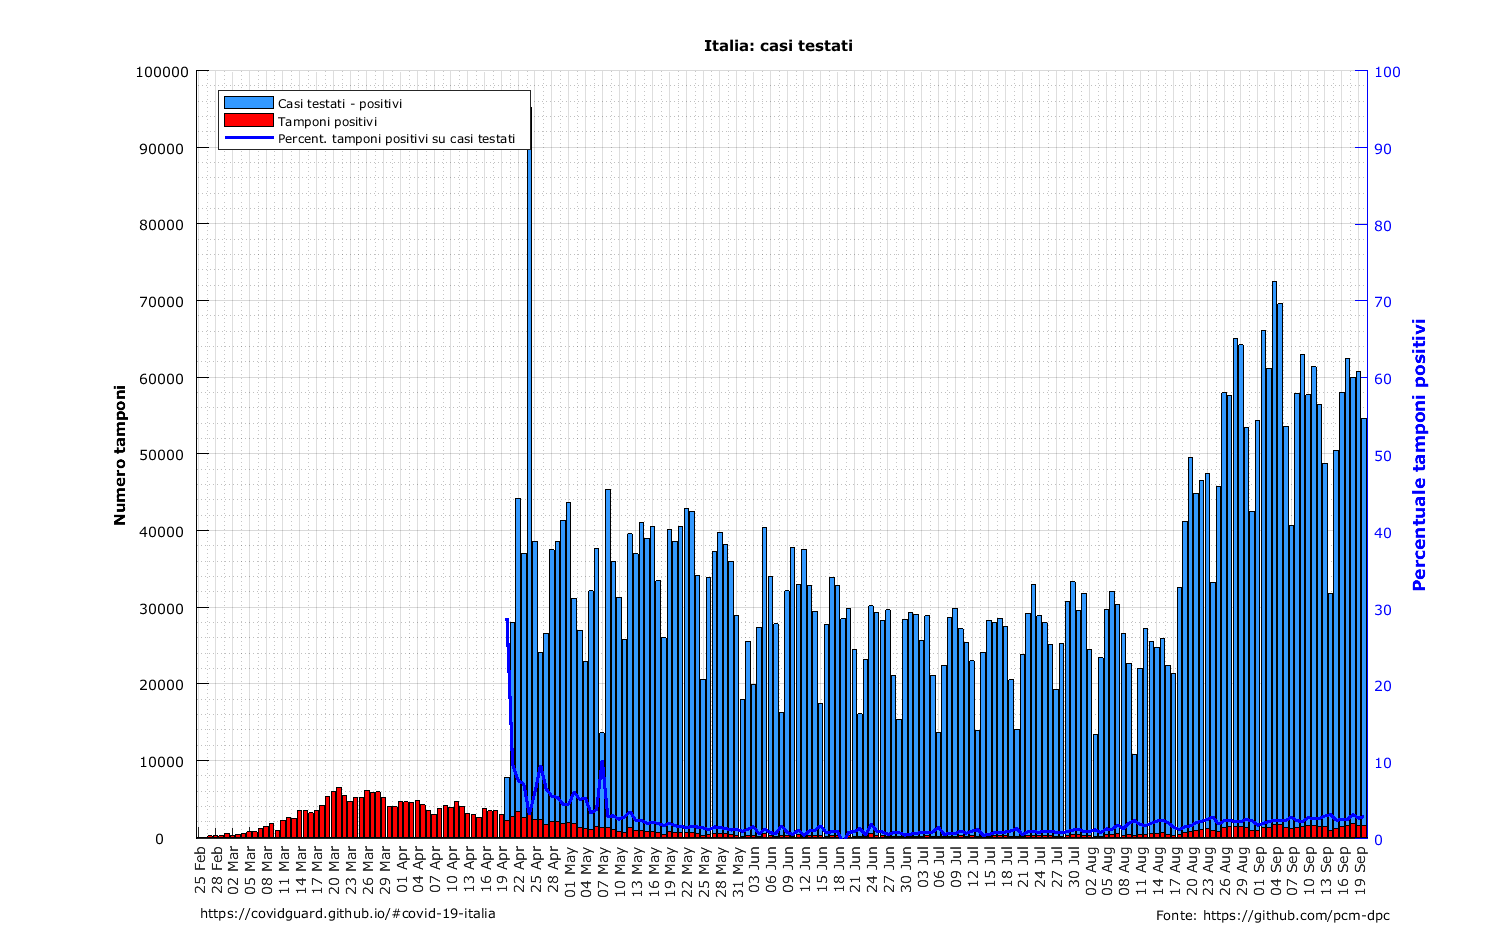 Italia: casi testati
Casi testati - positivi
Tamponi positivi
Percent. tamponi positivi su casi testati
Numero tamponi
100000
90000
80000
70000
60000
50000
40000
30000
20000
10000
0
Percentuale tamponi positivi
100
90
80
70
60
50
40
30
20
10
0
25 Feb
28 Feb
02 Mar
05 Mar
08 Mar
11 Mar
14 Mar
17 Mar
20 Mar
23 Mar
26 Mar
29 Mar
01 Apr
04 Apr
07 Apr
10 Apr
13 Apr
16 Apr
19 Apr
22 Apr
25 Apr
28 Apr
01 May
04 May
07 May
10 May
13 May
16 May
19 May
22 May
25 May
28 May
31 May
03 Jun
06 Jun
09 Jun
12 Jun
15 Jun
18 Jun
21 Jun
24 Jun
27 Jun
30 Jun
03 Jul
06 Jul
09 Jul
12 Jul
15 Jul
18 Jul
21 Jul
24 Jul
27 Jul
30 Jul
02 Aug
05 Aug
08 Aug
11 Aug
14 Aug
17 Aug
20 Aug
23 Aug
26 Aug
29 Aug
01 Sep
04 Sep
07 Sep
10 Sep
13 Sep
16 Sep
19 Sep
https://covidguard.github.io/#covid-19-italia
Fonte: https://github.com/pcm-dpc